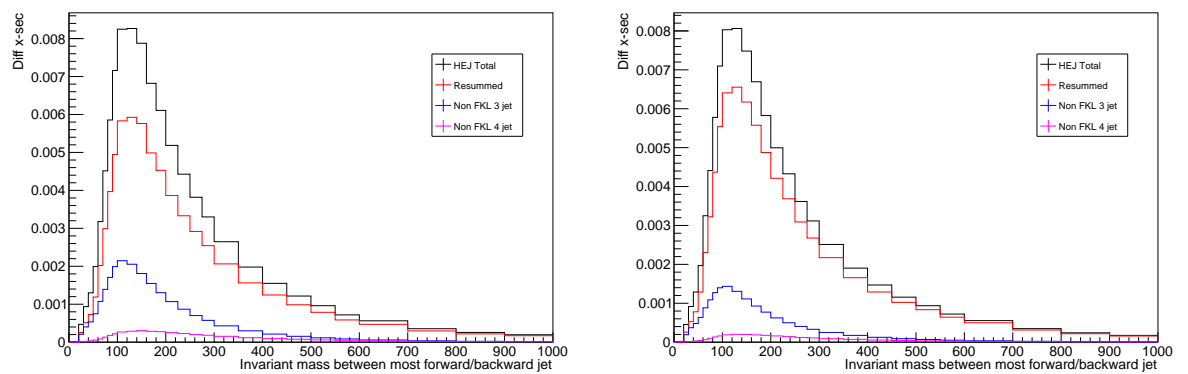 Diff x-sec
0.008
0.007
0.006
0.005
0.004
0.003
0.002
0.001
0
HEJ Total
Resummed
Non FKL 3 jet
Non FKL 4 jet
0 100 200 300 400 500 600 700 800 900 1000
Invariant mass between most forward/backward jet
Diff x-sec
0.008
0.007
0.006
0.005
0.004
0.003
0.002
0.001
0
HEJ Total
Resummed
Non FKL 3 jet
Non FKL 4 jet
0 100 200 300 400 500 600 700 800 900 1000
Invariant mass between most forward/backward jet